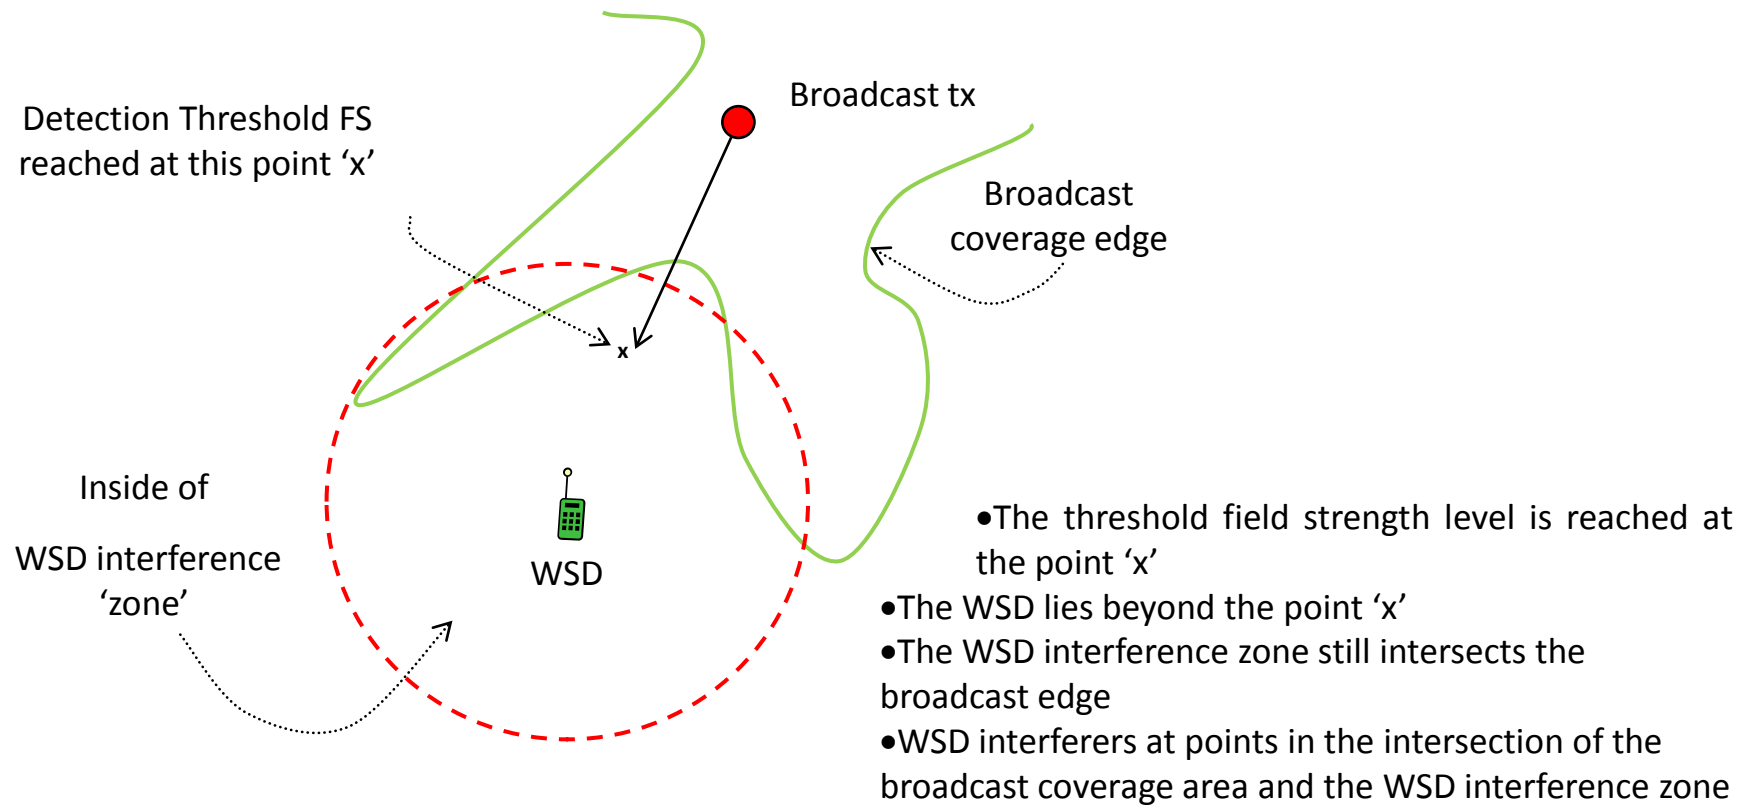 Broadcast tx
Detection Threshold FS
reached at this point ‘x’
Broadcast
coverage edge
x
Inside of
WSD interference
‘zone’
WSD
•The threshold field strength level is reached at
the point ‘x’
•The WSD lies beyond the point ‘x’
•The WSD interference zone still intersects the
broadcast edge
•WSD interferers at points in the intersection of the
broadcast coverage area and the WSD interference zone